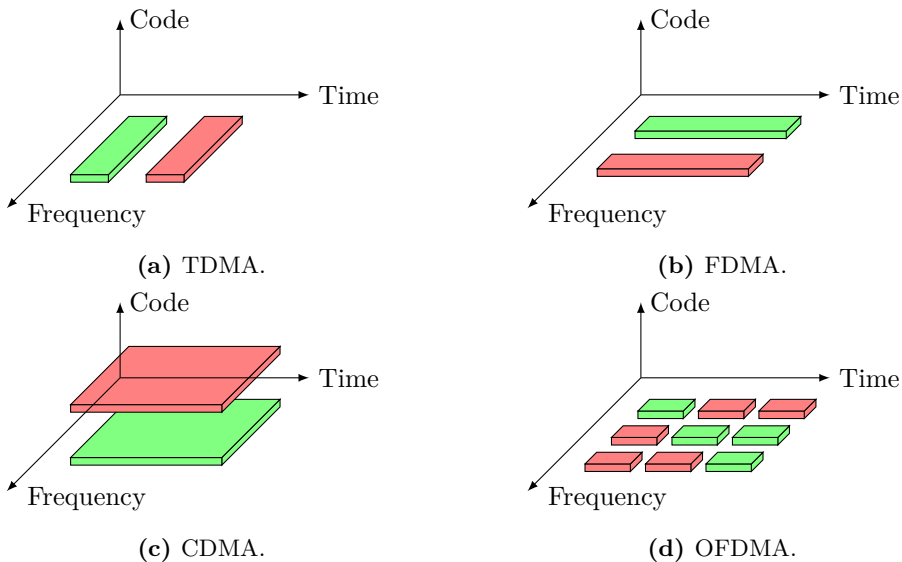 Code
Time
Frequency
(a) TDMA.
Code
Time
Frequency
(b) FDMA.
Code
Time
Frequency
(c) CDMA.
Code
Time
Frequency
(d) OFDMA.